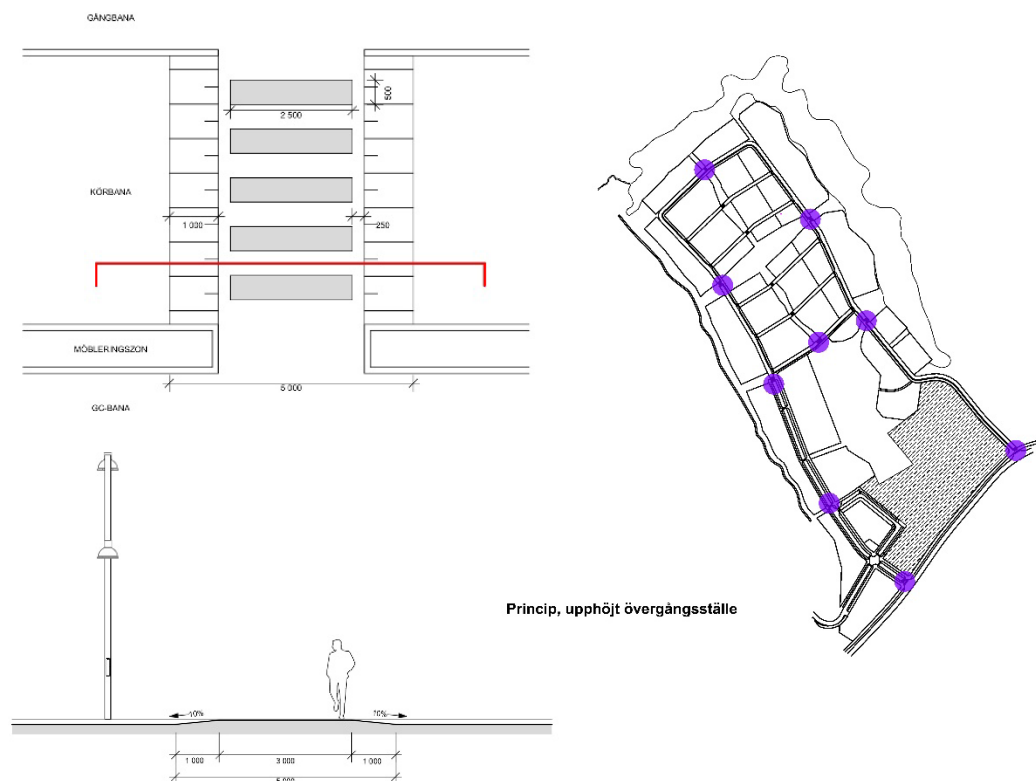 GÅNGBANA
500
2 500
KÖRBANA
1 000
250
MÖBLERINGSZON
5 000
GC-BANA
Princip, upphöjt övergångsställe
10%
10%
1 000
3 000
1 000
5 000